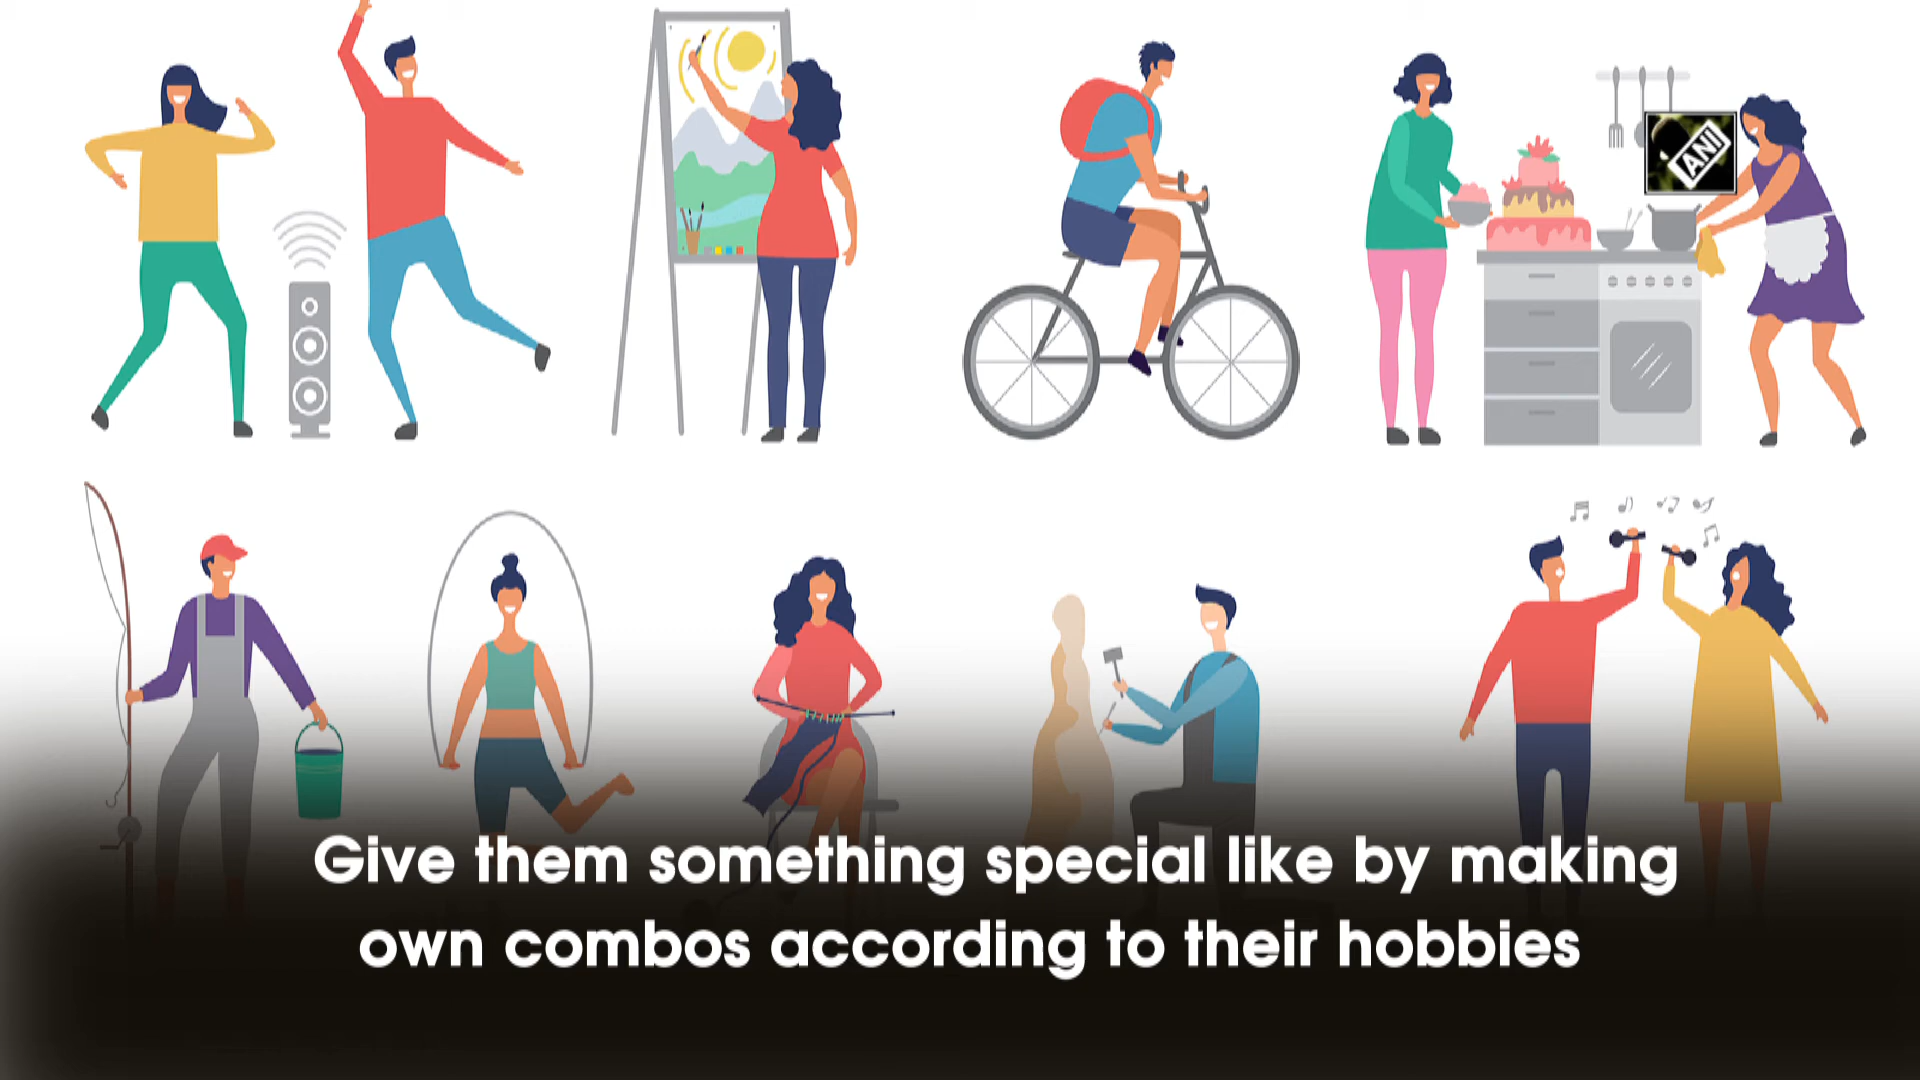 ANI
Give them something special like by making
own combos according to their hobbies